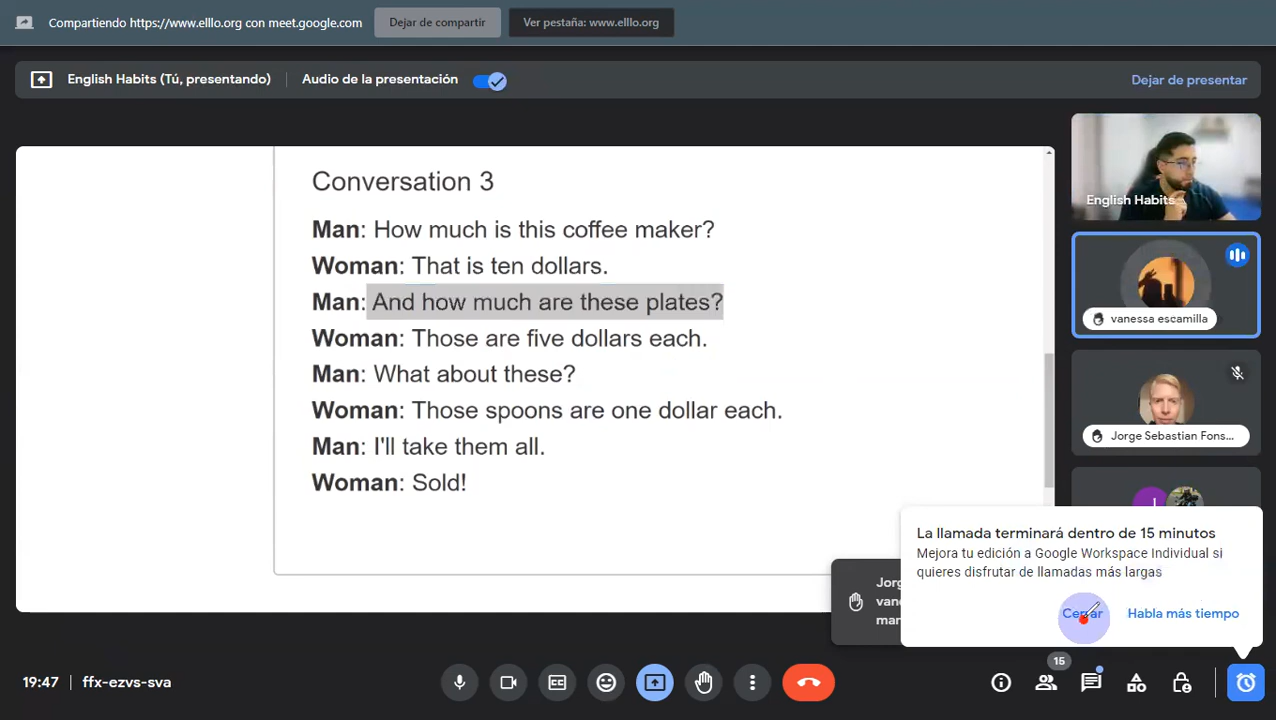 Compartiendo https://www.elllo.org con meet.google.com
Dejar de compartir
Ver pestaña: www.elllo.org
English Habits (Tú, presentando)
Audio de la presentación
Dejar de presentar
Conversation 3
Man: How much is this coffee maker?
Woman: That is ten dollars.
Man: And how much are these plates?
Woman: Those are five dollars each.
Man: What about these?
Woman: Those spoons are one dollar each.
Man: I'll take them all.
Woman: Sold!
English Habits
vanessa escamilla
Jorge Sebastian Fons...
J
La llamada terminará dentro de 15 minutos
Mejora tu edición a Google Workspace Individual si
quieres disfrutar de llamadas más largas
Cerrar
Habla más tiempo
19:47
ffx-ezvs-sva
15